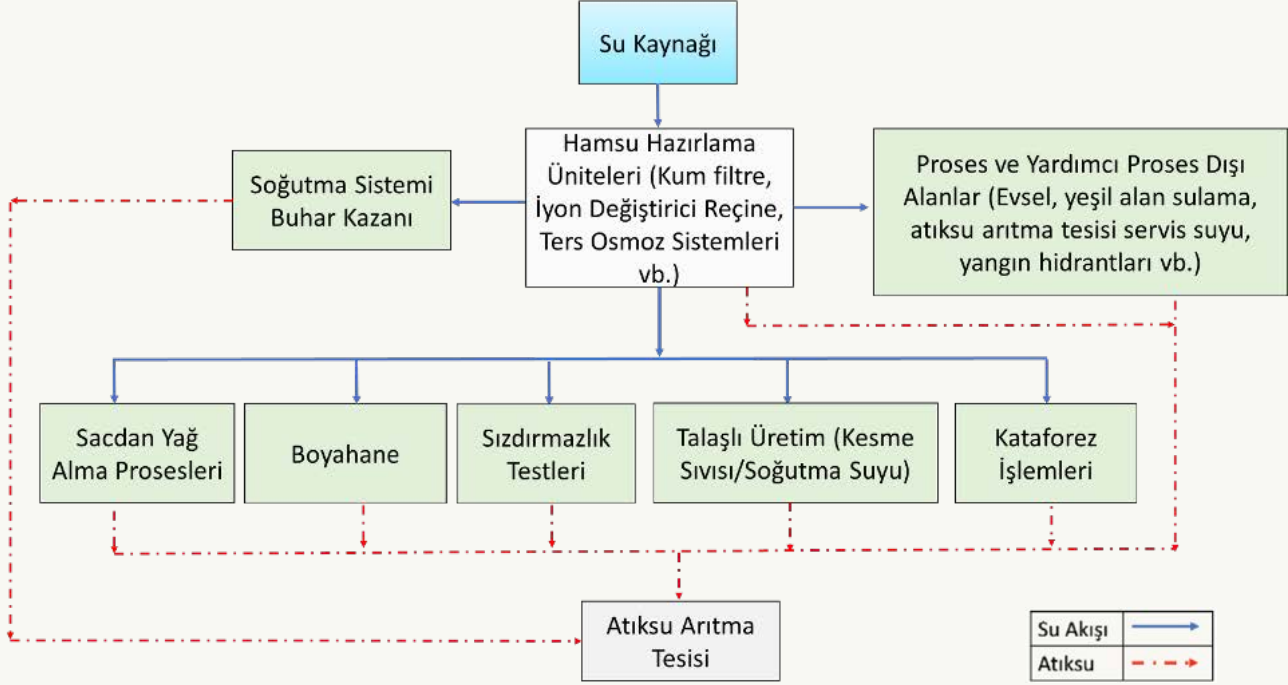 Su Kaynağı
Hamsu Hazırlama
Üniteleri (Kum filtre,
İyon Değiştirici Reçine,
Ters Osmoz Sistemleri
vb.)
Soğutma Sistemi
Buhar Kazanı
Proses ve Yardımcı Proses Dışı
Alanlar (Evsel, yeşil alan sulama,
atıksu arıtma tesisi servis suyu,
yangın hidrantları vb.)
Sacdan Yağ
Alma Prosesleri
Boyahane
Sızdırmazlık
Testleri
Talaşlı Üretim (Kesme
Sıvısı/Soğutma Suyu)
Kataforez
İşlemleri
Atıksu Arıtma
Tesisi
Su Akışı
Atıksu